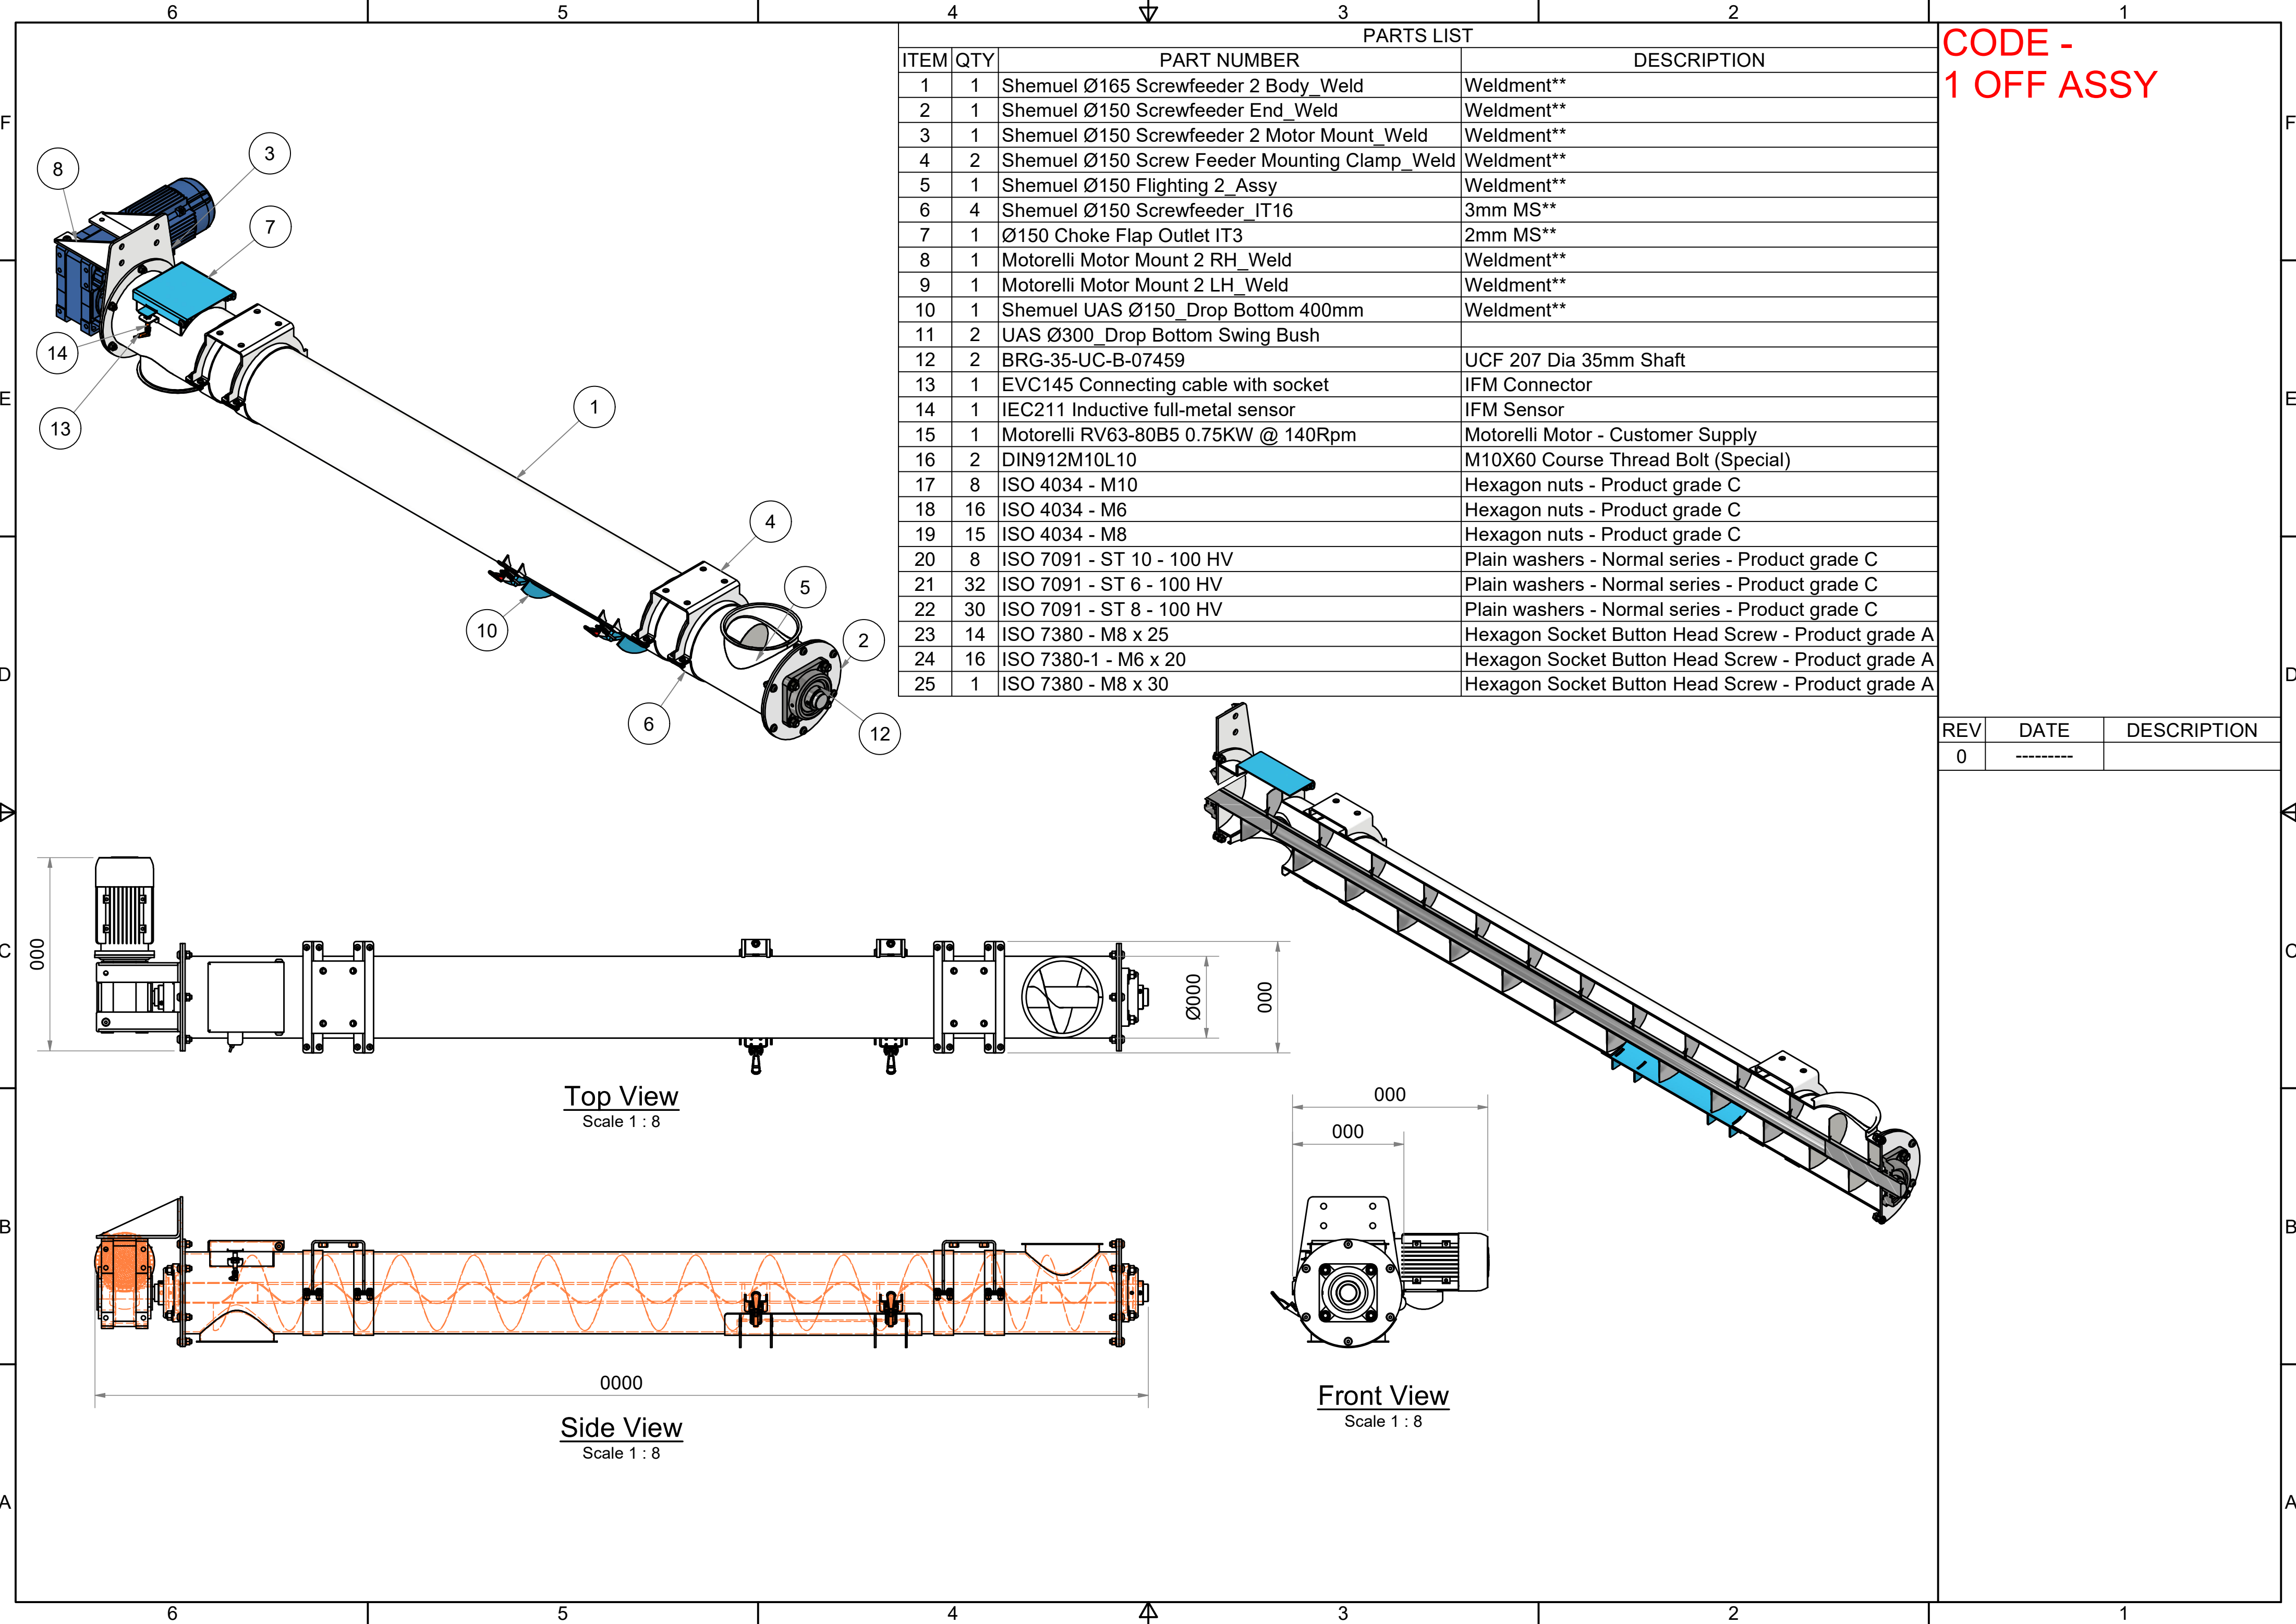 6 5 4 3 2 1
PARTS LIST
ITEM QTY PART NUMBER DESCRIPTION
1 1 Shemuel Ø165 Screwfeeder 2 Body_Weld Weldment**
2 1 Shemuel Ø150 Screwfeeder End_Weld Weldment**
3 1 Shemuel Ø150 Screwfeeder 2 Motor Mount_Weld Weldment**
4 2 Shemuel Ø150 Screw Feeder Mounting Clamp_Weld Weldment**
5 1 Shemuel Ø150 Flighting 2_Assy Weldment**
6 4 Shemuel Ø150 Screwfeeder_IT16 3mm MS**
7 1 Ø150 Choke Flap Outlet IT3 2mm MS**
8 1 Motorelli Motor Mount 2 RH_Weld Weldment**
9 1 Motorelli Motor Mount 2 LH_Weld Weldment**
10 1 Shemuel UAS Ø150_Drop Bottom 400mm Weldment**
11 2 UAS Ø300_Drop Bottom Swing Bush
12 2 BRG-35-UC-B-07459 UCF 207 Dia 35mm Shaft
13 1 EVC145 Connecting cable with socket IFM Connector
14 1 IEC211 Inductive full-metal sensor IFM Sensor
15 1 Motorelli RV63-80B5 0.75KW @ 140Rpm Motorelli Motor - Customer Supply
16 2 DIN912M10L10 M10X60 Course Thread Bolt (Special)
17 8 ISO 4034 - M10 Hexagon nuts - Product grade C
18 16 ISO 4034 - M6 Hexagon nuts - Product grade C
19 15 ISO 4034 - M8 Hexagon nuts - Product grade C
20 8 ISO 7091 - ST 10 - 100 HV Plain washers - Normal series - Product grade C
21 32 ISO 7091 - ST 6 - 100 HV Plain washers - Normal series - Product grade C
22 30 ISO 7091 - ST 8 - 100 HV Plain washers - Normal series - Product grade C
23 14 ISO 7380 - M8 x 25 Hexagon Socket Button Head Screw - Product grade A
24 16 ISO 7380-1 - M6 x 20 Hexagon Socket Button Head Screw - Product grade A
25 1 ISO 7380 - M8 x 30 Hexagon Socket Button Head Screw - Product grade A
CODE -
1 OFF ASSY
REV DATE DESCRIPTION
0 ---------
F
F
E
E
D
D
C
C
B
B
A
A
8
3
7
14
13
1
4
5
10
2
6
12
000
Ø000
000
Top View
Scale 1 : 8
0000
Side View
Scale 1 : 8
000
000
Front View
Scale 1 : 8
6 5 4 3 2 1